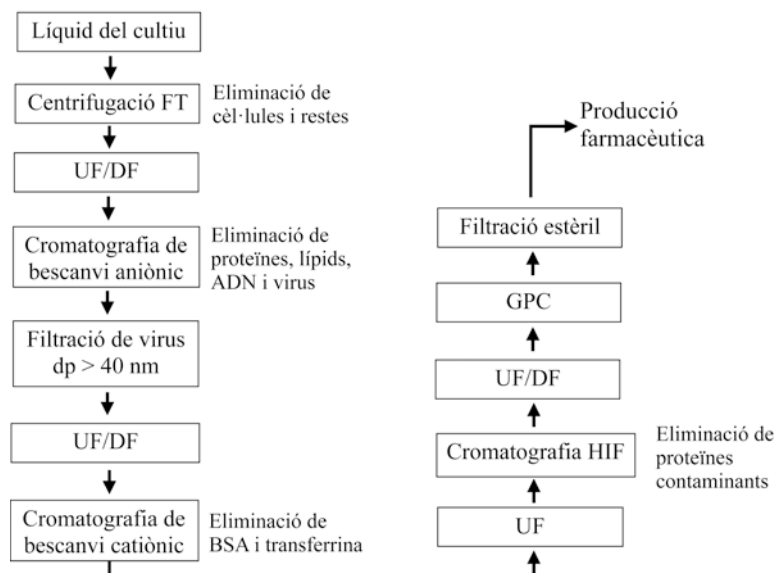 Líquid del cultiu
Centrifugació FT
Eliminació de
cèl·lules i restes
UF/DF
Cromatografia de
bescanvi aniònic
Eliminació de
proteïnes, lípids,
ADN i virus
Filtració de virus
dp > 40 nm
UF/DF
Cromatografia de
bescanvi catiònic
Eliminació de
BSA i transferrina
Producció
farmacèutica
Filtració estèril
GPC
UF/DF
Cromatografia HIF
Eliminació de
proteïnes
contaminants
UF